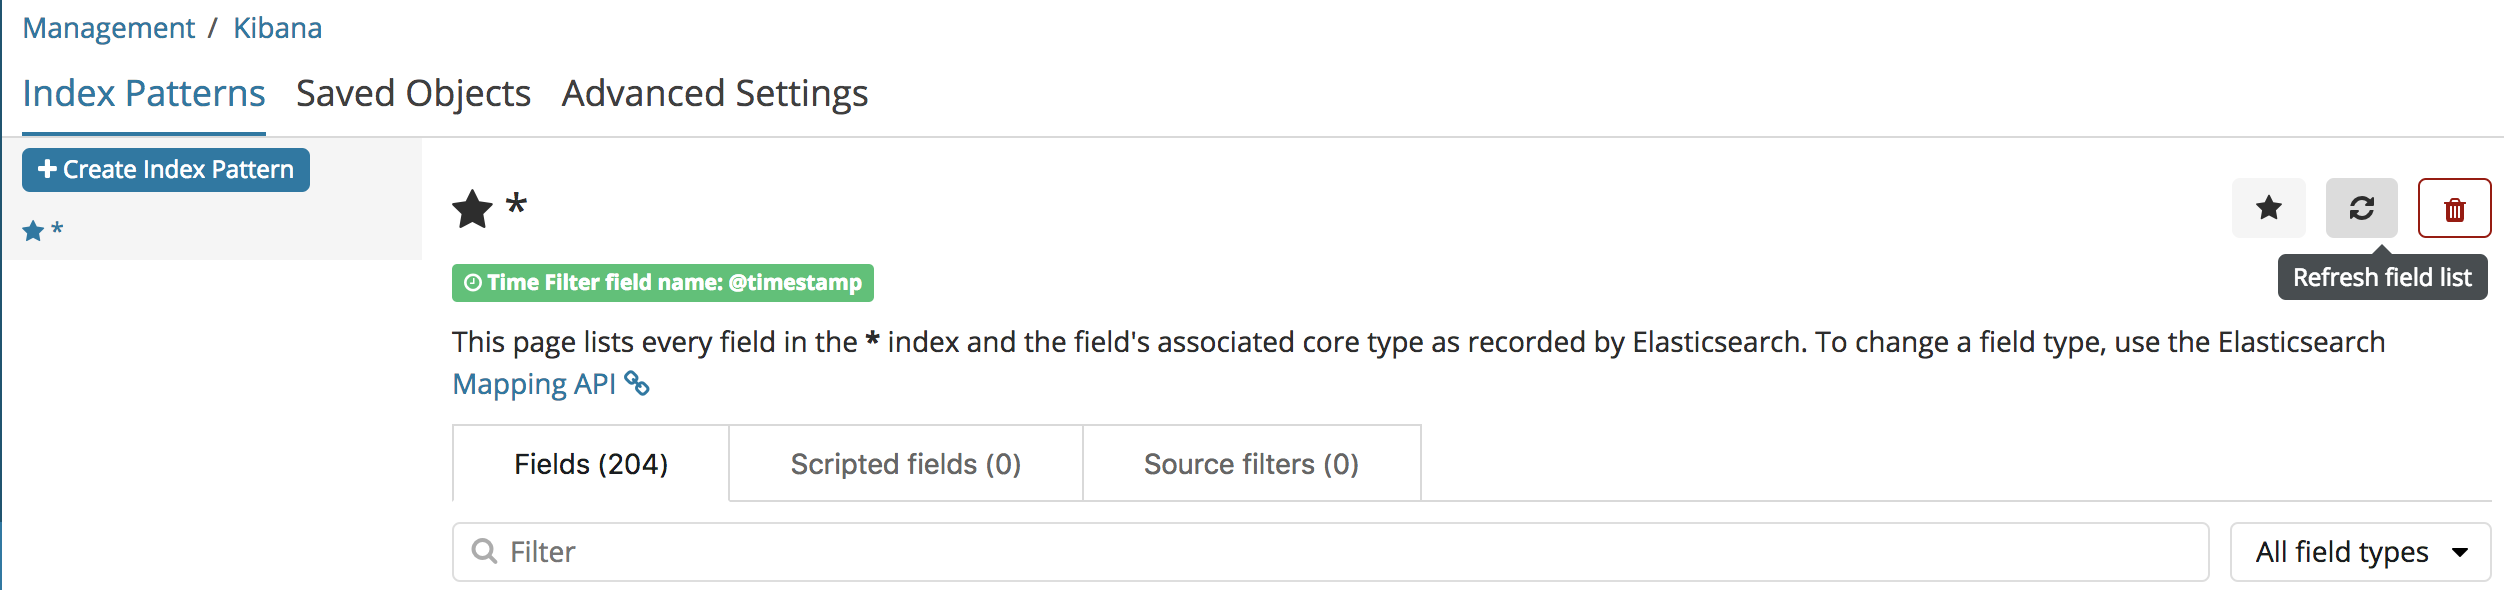 Management / Kibana
Index Patterns Saved Objects Advanced Settings
Create Index Pattern
*
*
Time Filter field name: @timestamp
Refresh field list
This page lists every field in the * index and the field's associated core type as recorded by Elasticsearch. To change a field type, use the Elasticsearch
Mapping API
Fields (204) Scripted fields (0) Source filters (0)
Filter All field types